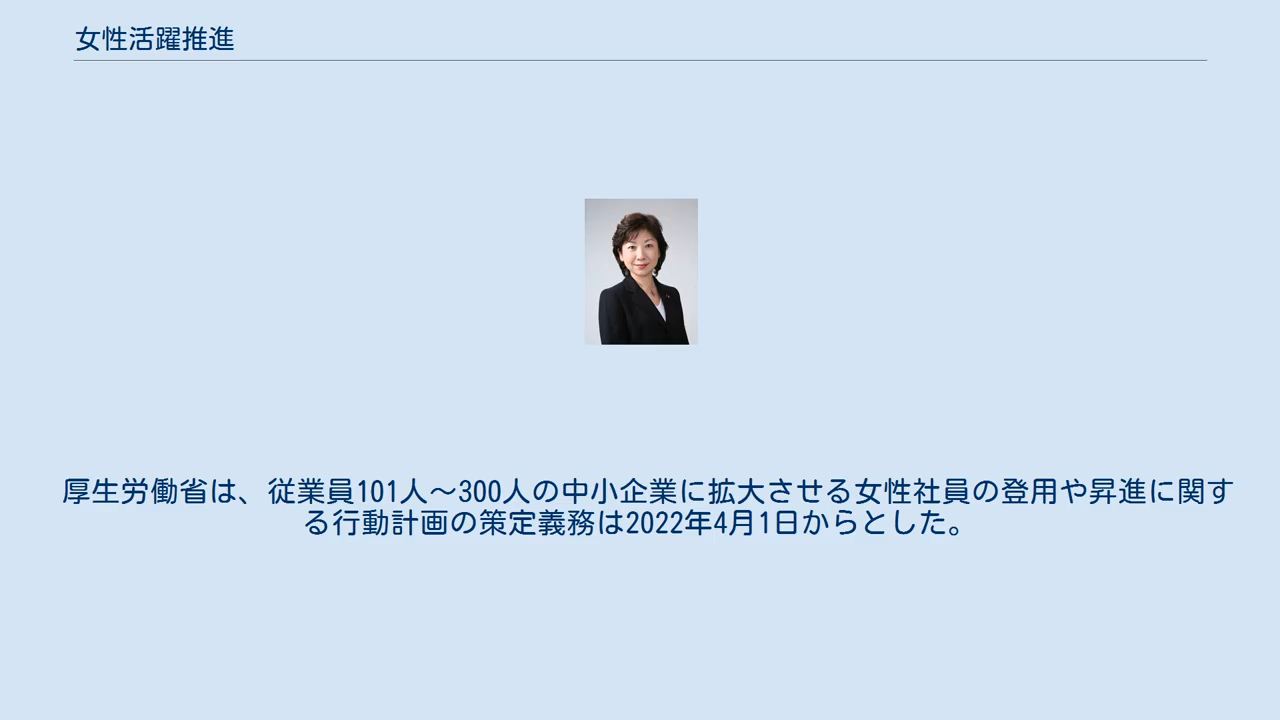 女性活躍推進
厚生労働省は、従業員101人～300人の中小企業に拡大させる女性社員の登用や昇進に関す
る行動計画の策定義務は2022年4月1日からとした。